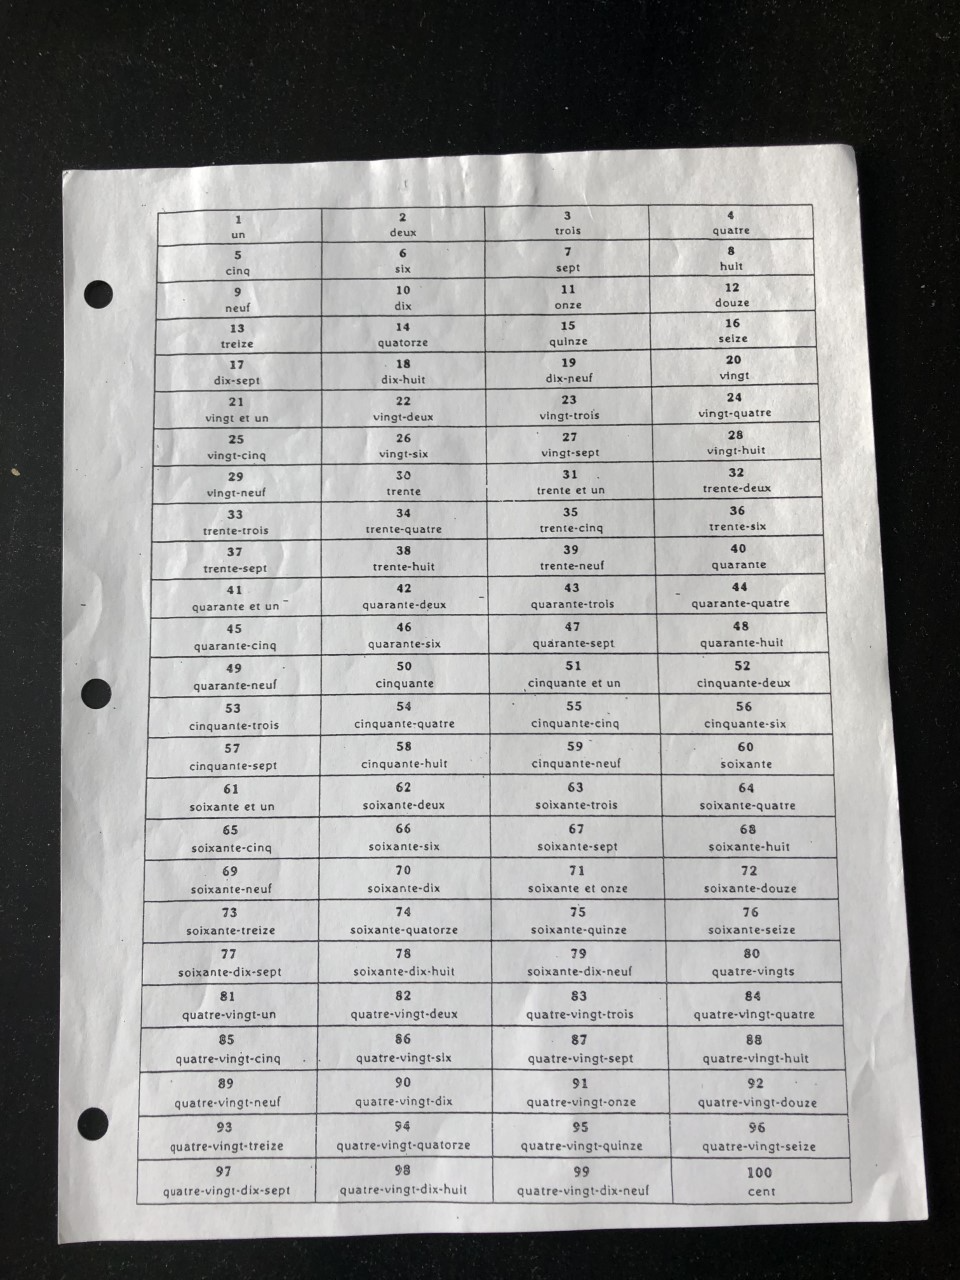 1 2 3 4
un deux trois quatre
5 6 7 8
cinq six sept huit
9 10 11 12
neuf dix onze douze
13 14 15 16
treize quatorze quinze seize
17 18 19 20
dix-sept dix-huit dix-neuf vingt
21 22 23 24
vingt et un vingt-deux vingt-trois vingt-quatre
25 26 27 28
vingt-cinq vingt-six vingt-sept vingt-huit
29 30 31 32
vingt-neuf trente trente et un trente-deux
33 34 35 36
trente-trois trente-quatre trente-cinq trente-six
37 38 39 40
trente-sept trente-huit trente-neuf quarante
41 42 43 44
quarante et un quarante-deux quarante-trois quarante-quatre
45 46 47 48
quarante-cinq quarante-six quarante-sept quarante-huit
49 50 51 52
quarante-neuf cinquante cinquante et un cinquante-deux
53 54 55 56
cinquante-trois cinquante-quatre cinquante-cinq cinquante-six
57 58 59 60
cinquante-sept cinquante-huit cinquante-neuf soixante
61 62 63 64
soixante et un soixante-deux soixante-trois soixante-quatre
65 66 67 68
soixante-cinq soixante-six soixante-sept soixante-huit
69 70 71 72
soixante-neuf soixante-dix soixante et onze soixante-douze
73 74 75 76
soixante-treize soixante-quatorze soixante-quinze soixante-seize
77 78 79 80
soixante-dix-sept soixante-dix-huit soixante-dix-neuf quatre-vingts
81 82 83 84
quatre-vingt-un quatre-vingt-deux quatre-vingt-trois quatre-vingt-quatre
85 86 87 88
quatre-vingt-cinq quatre-vingt-six quatre-vingt-sept quatre-vingt-huit
89 90 91 92
quatre-vingt-neuf quatre-vingt-dix quatre-vingt-onze quatre-vingt-douze
93 94 95 96
quatre-vingt-treize quatre-vingt-quatorze quatre-vingt-quinze quatre-vingt-seize
97 98 99 100
quatre-vingt-dix-sept quatre-vingt-dix-huit quatre-vingt-dix-neuf cent